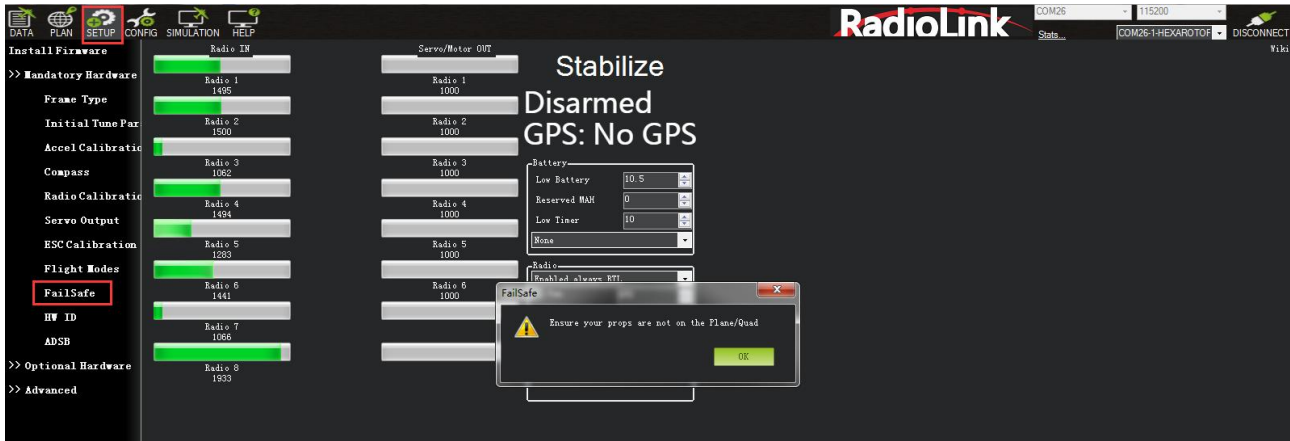 DATA PLAN SETUP CONFIG SIMULATION HELP
RadioLink
COM26 115200
Stats... COM26-1-HEXAROTOF DISCONNECT
Install Firmware
>> Mandatory Hardware
Frame Type
Initial Tune Par
Accel Calibratic
Compass
Radio Calibratic
Servo Output
ESC Calibration
Flight Modes
FailSafe
HW ID
ADSB
>> Optional Hardware
>> Advanced
Radio IN
Radio 1
1495
Radio 2
1500
Radio 3
1062
Radio 4
1494
Radio 5
1283
Radio 6
1441
Radio 7
1066
Radio 8
1933
Servo/Motor OUT
Radio 1
1000
Radio 2
1000
Radio 3
1000
Radio 4
1000
Radio 5
1000
Radio 6
1000
Stabilize
Disarmed
GPS: No GPS
Battery
Low Battery 10.5
Reserved MAH 0
Low Timer 10
None
Radio
Enabled always RTL
FailSafe
Ensure your props are not on the Plane/Quad
OK
Wiki